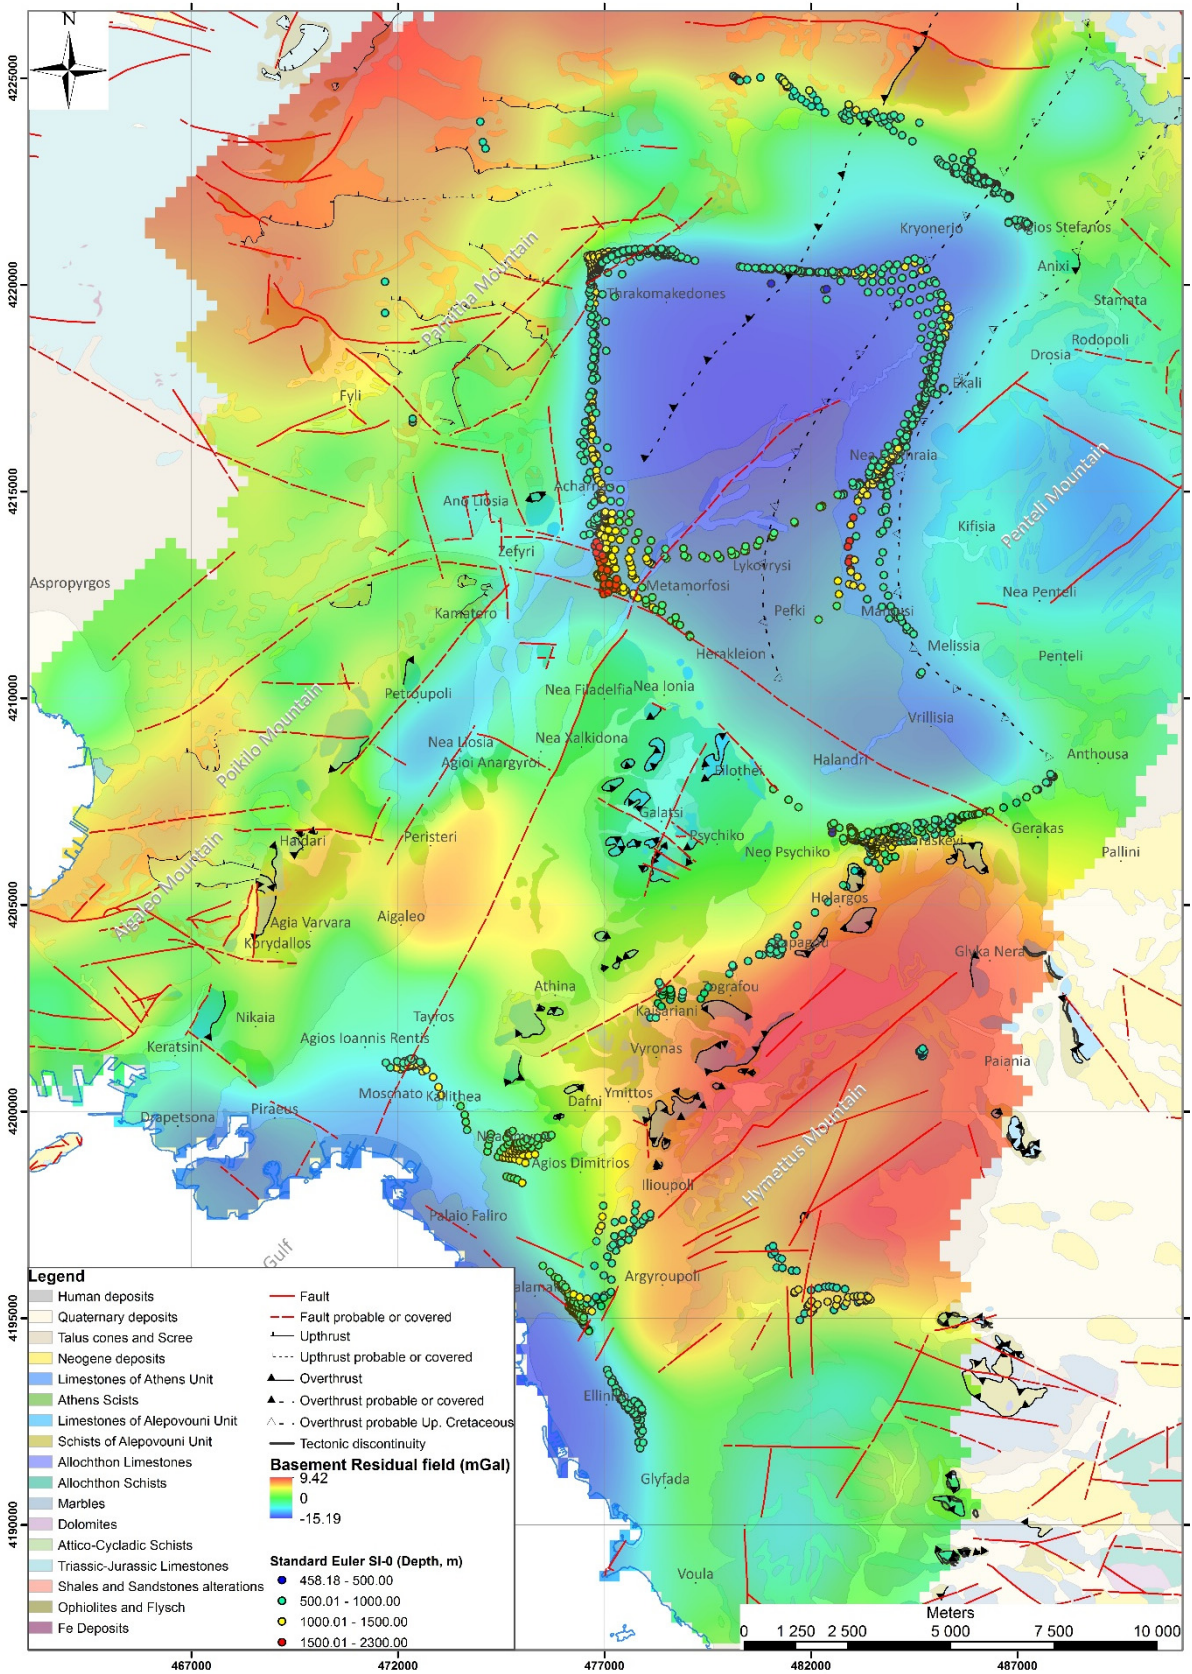 N
4225000
4220000
4215000
4210000
4205000
4200000
4195000
4190000
Kryonerio
Agios Stefanos
Anixi
Stamata
Rodopoli
Drosia
Ekali
Thrakomakedones
Parnitha Mountain
Fyli
Acharnes
Ano Liosia
Zefyri
Nea Erythraia
Kifisia
Penteli Mountain
Nea Penteli
Aspropyrgos
Kamatero
Metamorfosi
Lykovrysi
Pefki
Marousi
Melissia
Penteli
Herakleion
Petroupoli
Nea Filadelfia
Nea Ionia
Vrilissia
Poikilo Mountain
Nea Liosia
Nea Xalkidona
Agioi Anargyroi
Filothei
Halandri
Anthousa
Galatsi
Psychiko
Peristeri
Haidari
Neo Psychiko
Gerakas
Pallini
Aigaleo Mountain
Holargos
Agia Varvara
Aigaleo
Korydallos
Papagou
Glyka Nera
Athina
Zografou
Kaisariani
Nikaia
Tayros
Keratsini
Agios Ioannis Rentis
Vyronas
Paiania
Moschato
Kallithea
Dafni
Ymittos
Drapetsona
Piraeus
Agios Dimitrios
Ilioupoli
Hymettus Mountain
Palaio Faliro
Gulf
Argyroupoli
Glyfada
Voula
Legend
Human deposits
Quaternary deposits
Talus cones and Scree
Neogene deposits
Limestones of Athens Unit
Athens Scists
Limestones of Alepovouni Unit
Schists of Alepovouni Unit
Allochthon Limestones
Allochthon Schists
Marbles
Dolomites
Attico-Cycladic Schists
Triassic-Jurassic Limestones
Shales and Sandstones alterations
Ophiolites and Flysch
Fe Deposits
Fault
Fault probable or covered
Upthrust
Upthrust probable or covered
Overthrust
Overthrust probable or covered
Overthrust probable Up. Cretaceous
Tectonic discontinuity
Basement Residual field (mGal)
9.42
0
-15.19
Standard Euler SI-0 (Depth, m)
458.18 - 500.00
500.01 - 1000.00
1000.01 - 1500.00
1500.01 - 2300.00
Meters
0 1 250 2 500 5 000 7 500 10 000
467000 472000 477000 482000 487000